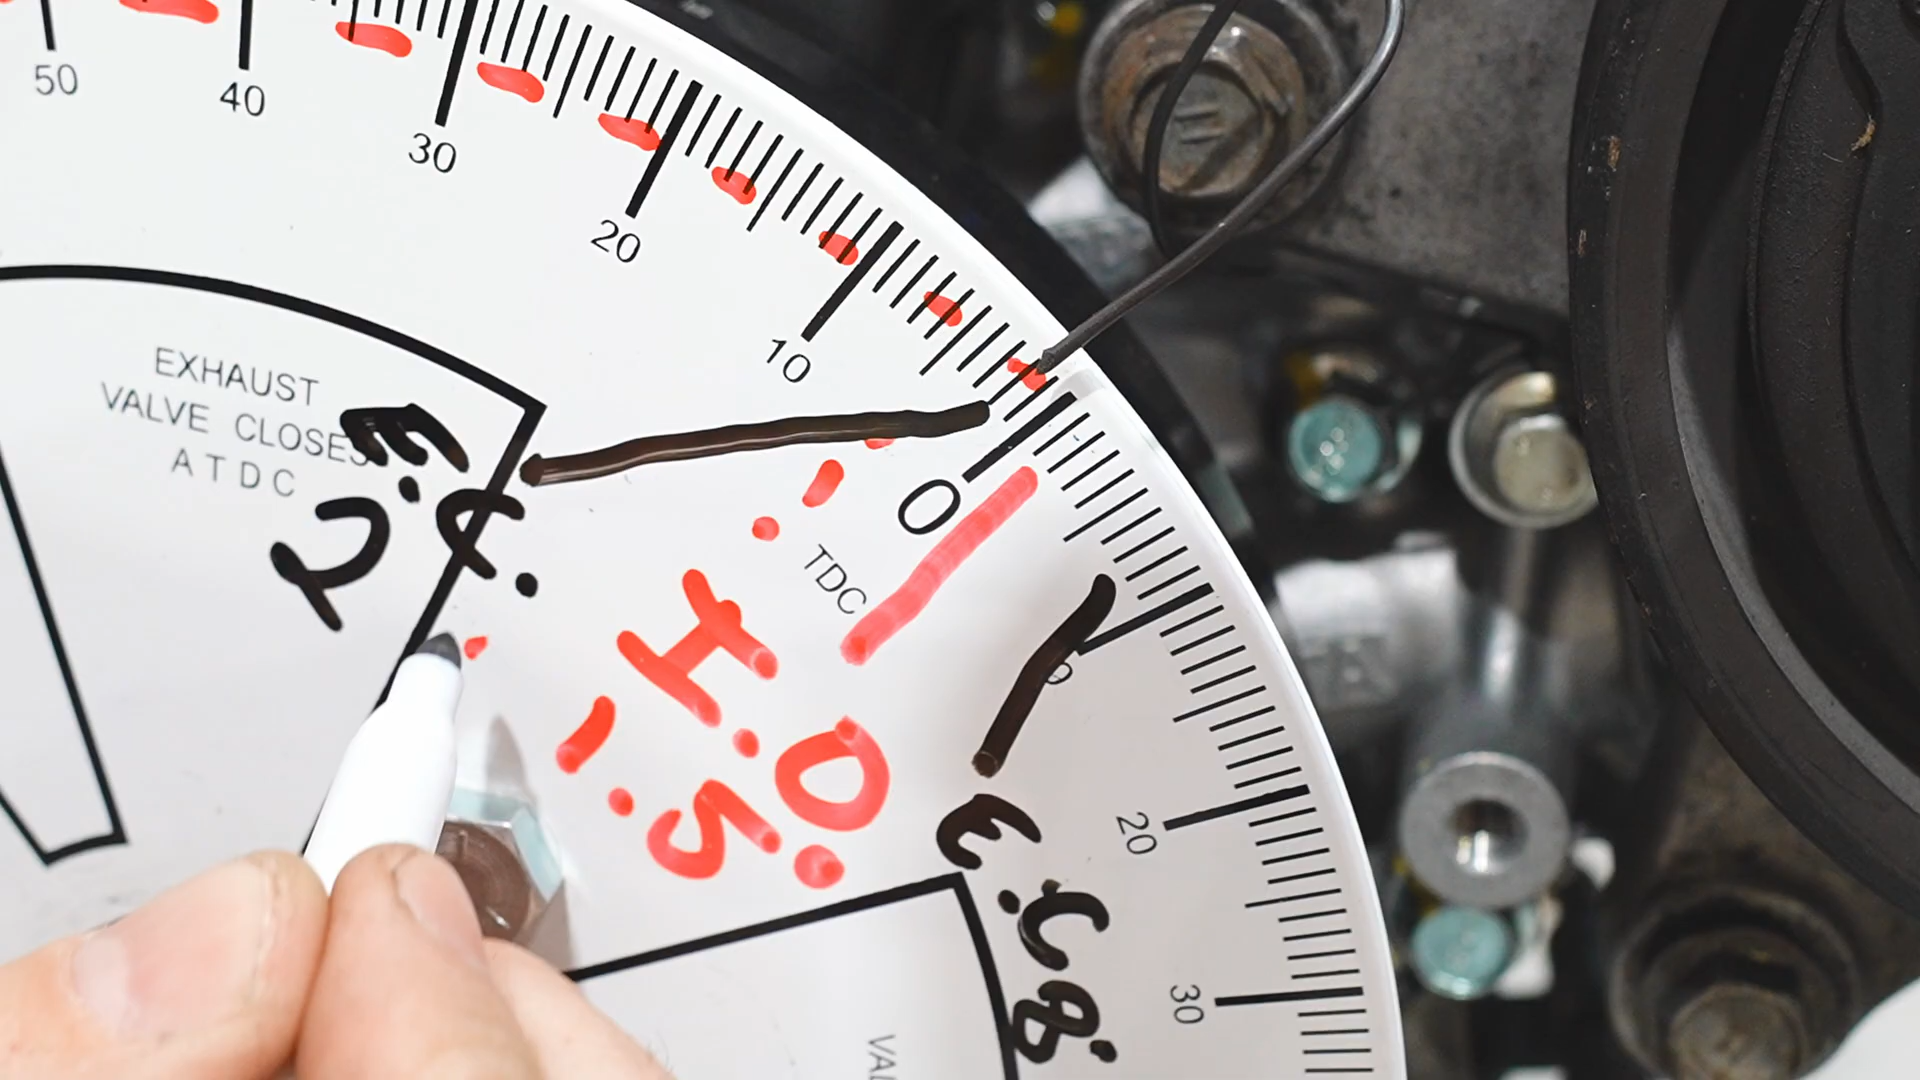 50
40
30
20
10
0
TDC
20
30
EXHAUST
VALVE CLOSES
ATDC
E.C.
2
I.O.
-1.5
E.C
8.